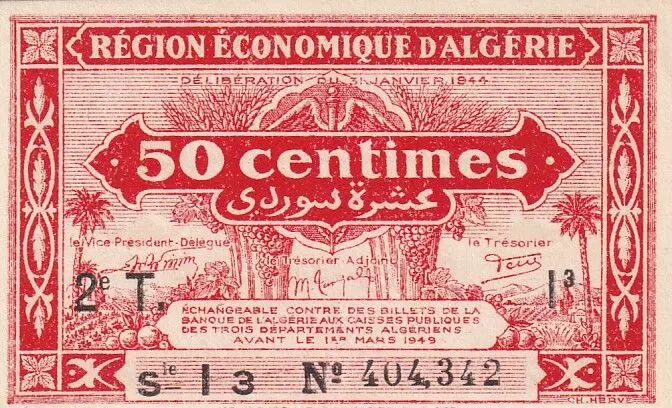 RÉGION ÉCONOMIQUE D'ALGÉRIE
DÉLIBÉRATION DU 31 JANVIER 1944
50 centimes
عشرة سوردي
le Vice Président-Délégué
le Trésorier Adjoint
le Trésorier
2e T.
1³
ÉCHANGEABLE CONTRE DES BILLETS DE LA
BANQUE DE L'ALGÉRIE AUX CAISSES PUBLIQUES
DES TROIS DÉPARTEMENTS ALGÉRIENS
AVANT LE 1ER MARS 1949
Sie 13 Nº 404,342
CH. HERVÉ